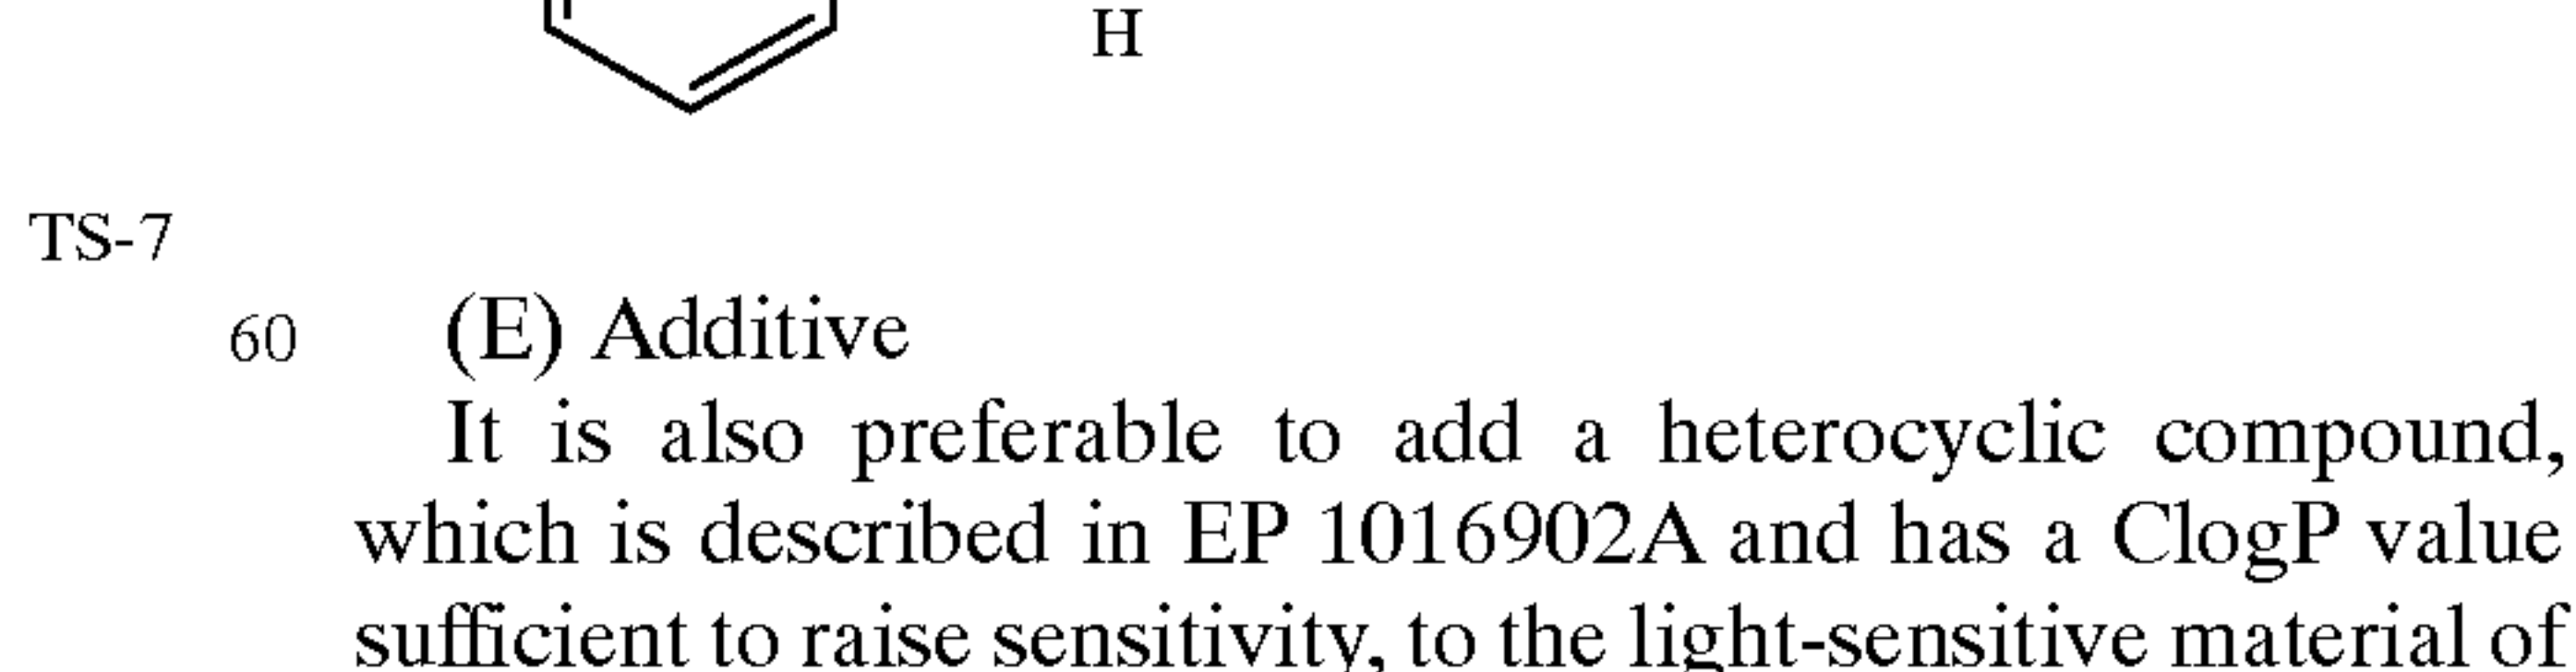 H
TS-7
60 (E) Additive
It is also preferable to add a heterocyclic compound,
which is described in EP 1016902A and has a ClogP value
sufficient to raise sensitivity, to the light-sensitive material of